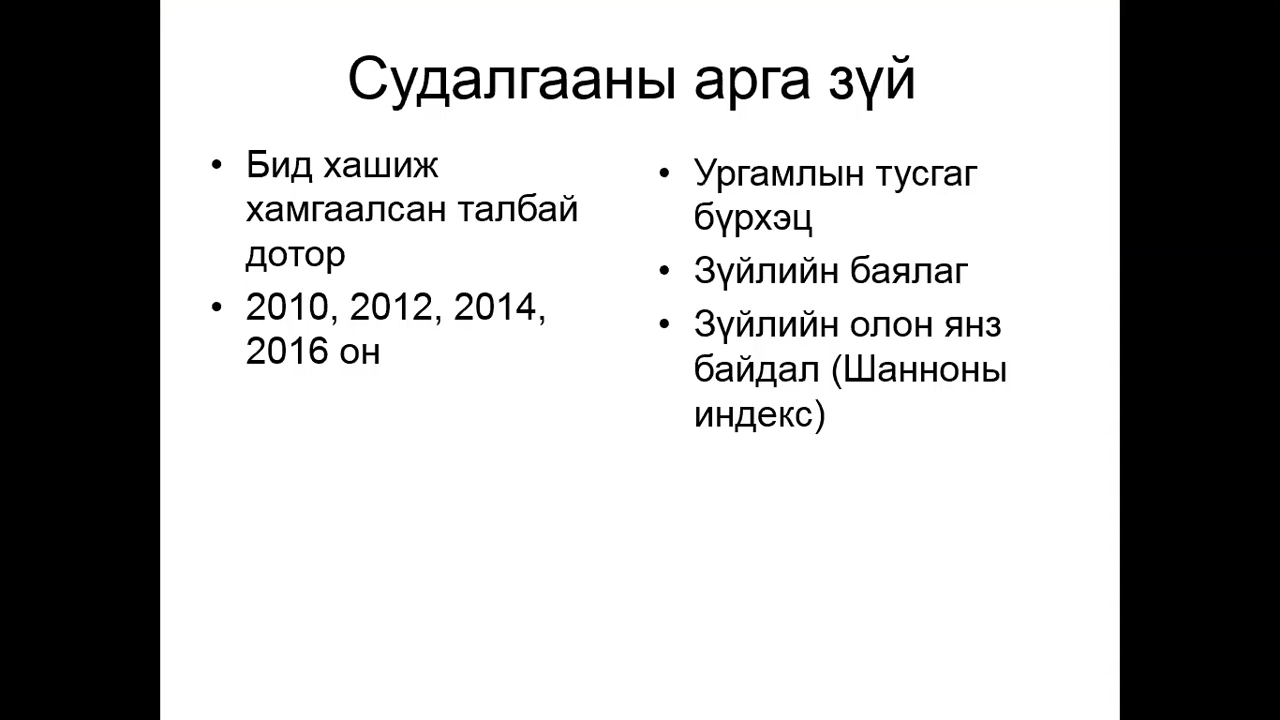 Судалгааны арга зүй
• Бид хашиж
хамгаалсан талбай
дотор
• 2010, 2012, 2014,
2016 он
• Ургамлын тусгаг
бүрхэц
• Зүйлийн баялаг
• Зүйлийн олон янз
байдал (Шанноны
индекс)